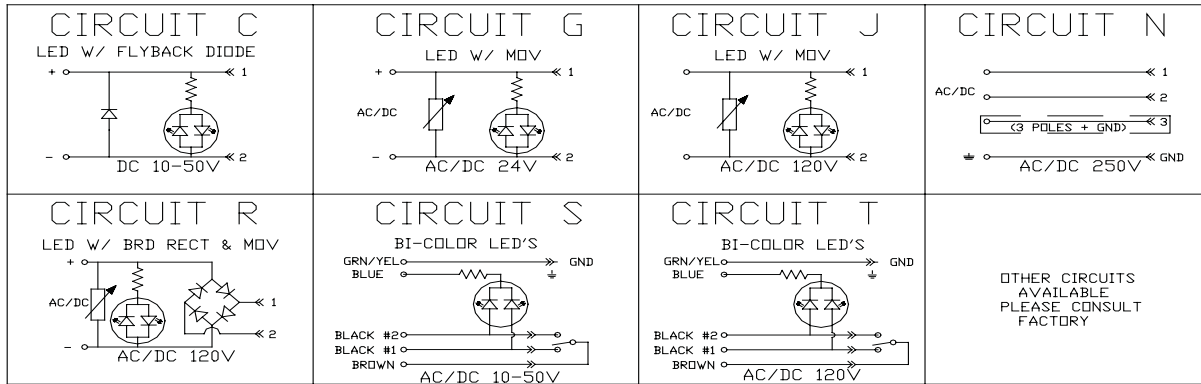 CIRCUIT C
LED W/ FLYBACK DIODE
+
1
-
2
DC 10-50V
CIRCUIT G
LED W/ MOV
+
1
AC/DC
-
2
AC/DC 24V
CIRCUIT J
LED W/ MOV
1
AC/DC
2
AC/DC 120V
CIRCUIT N
1
AC/DC
2
3
(3 POLES + GND)
GND
AC/DC 250V
CIRCUIT R
LED W/ BRD RECT & MOV
+
AC/DC
1
2
-
AC/DC 120V
CIRCUIT S
BI-COLOR LED'S
GRN/YEL
GND
BLUE
BLACK #2
BLACK #1
BROWN
AC/DC 10-50V
CIRCUIT T
BI-COLOR LED'S
GRN/YEL
GND
BLUE
BLACK #2
BLACK #1
BROWN
AC/DC 120V
OTHER CIRCUITS
AVAILABLE
PLEASE CONSULT
FACTORY